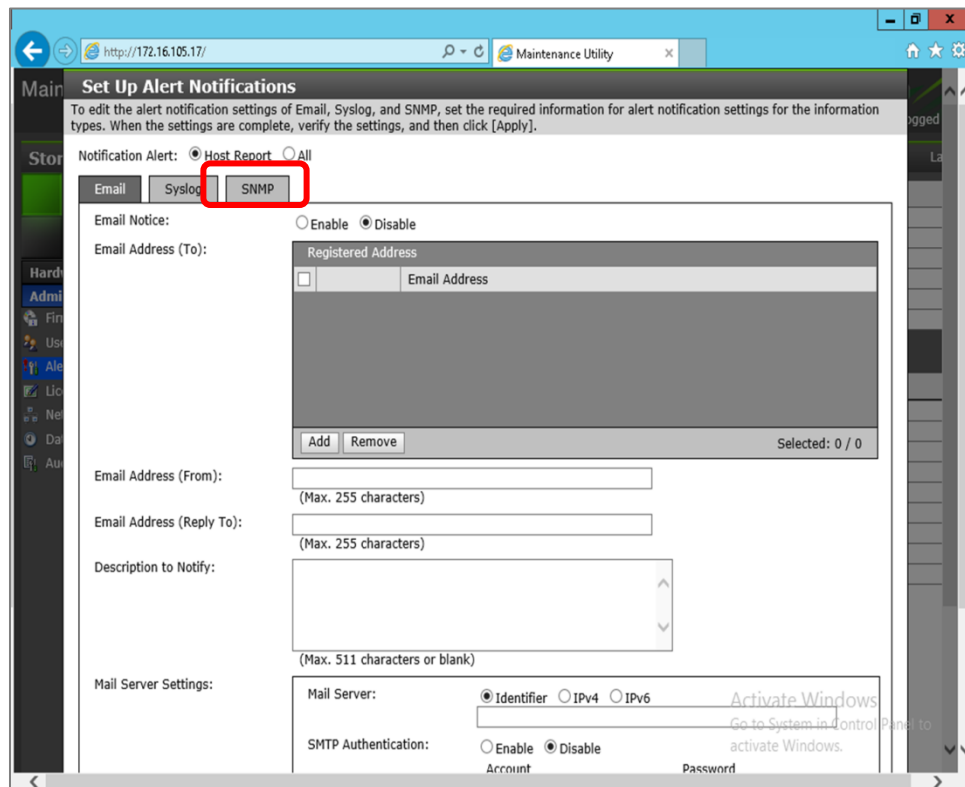 http://172.16.105.17/
Maintenance Utility
Set Up Alert Notifications
To edit the alert notification settings of Email, Syslog, and SNMP, set the required information for alert notification settings for the information
types. When the settings are complete, verify the settings, and then click [Apply].
Notification Alert: Host Report All
Email Syslog SNMP
Email Notice: Enable Disable
Email Address (To): Registered Address
Email Address
Add Remove Selected: 0 / 0
Email Address (From):
(Max. 255 characters)
Email Address (Reply To):
(Max. 255 characters)
Description to Notify:
(Max. 511 characters or blank)
Mail Server Settings: Mail Server: Identifier IPv4 IPv6
SMTP Authentication: Enable Disable
Account Password
Activate Windows
Go to System in Control Panel to
activate Windows.